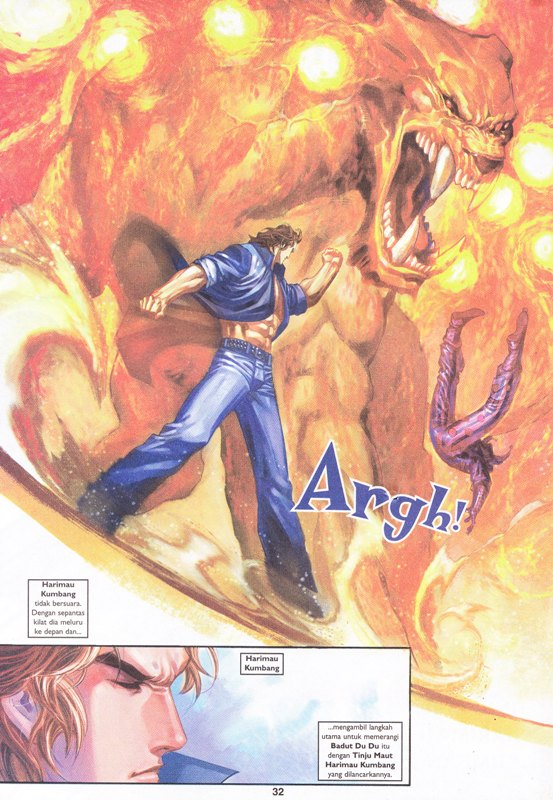 Argh!
Harimau
Kumbang
tidak bersuara.
Dengan sepantas
kilat dia meluru
ke depan dan...
Harimau
Kumbang
...mengambil langkah
utama untuk memerangi
Badut Du Du itu
dengan Tinju Maut
Harimau Kumbang
yang dilancarkannya.
32